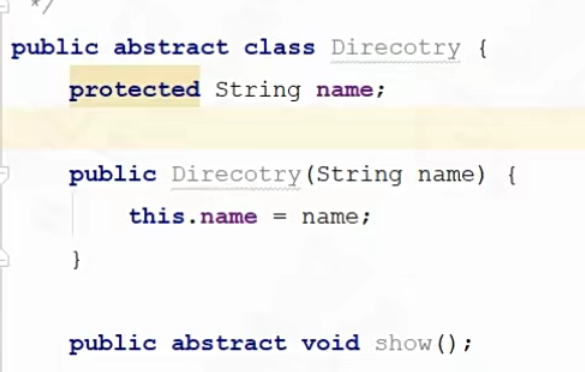 */
public abstract class Direcotry {
protected String name;
public Direcotry(String name) {
this.name = name;
}
public abstract void show();